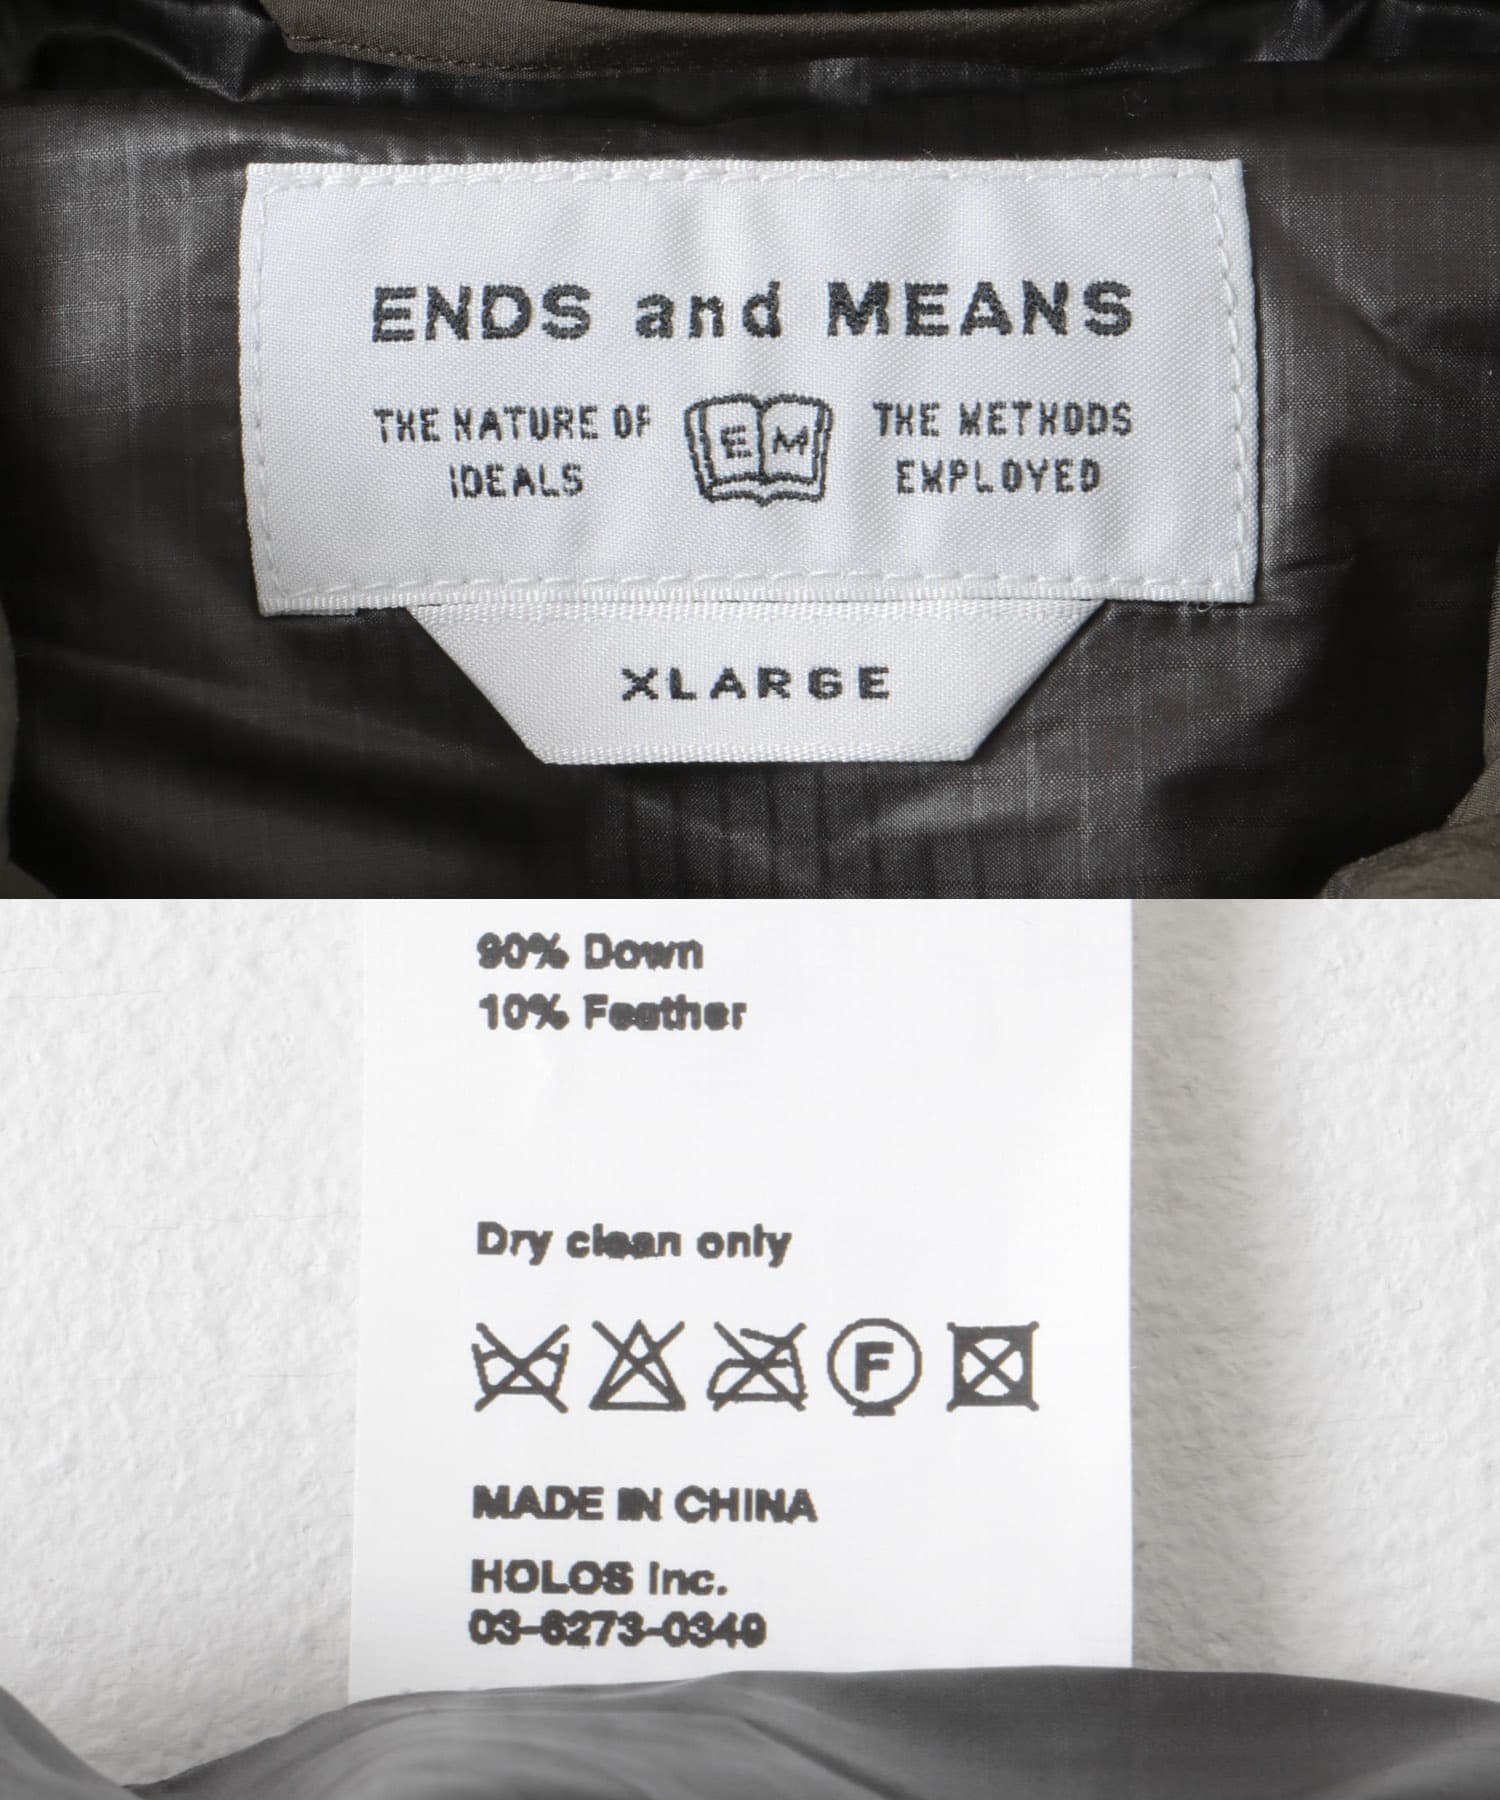 ENDS and MEANS
THE NATURE OF
IDEALS
E M
THE METHODS
EMPLOYED
XLARGE
90% Down
10% Feather
Dry clean only
F
MADE IN CHINA
HOLOS Inc.
03-6273-0340